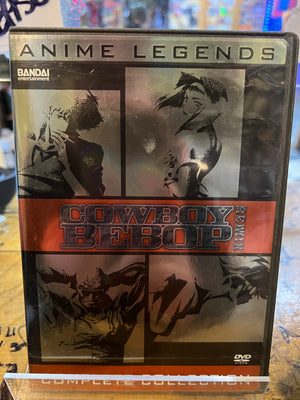 ANIME LEGENDS
BANDAI
entertainment
COWBOY
BEBOP
REMIX
DVD
COMPLETE COLLECTION